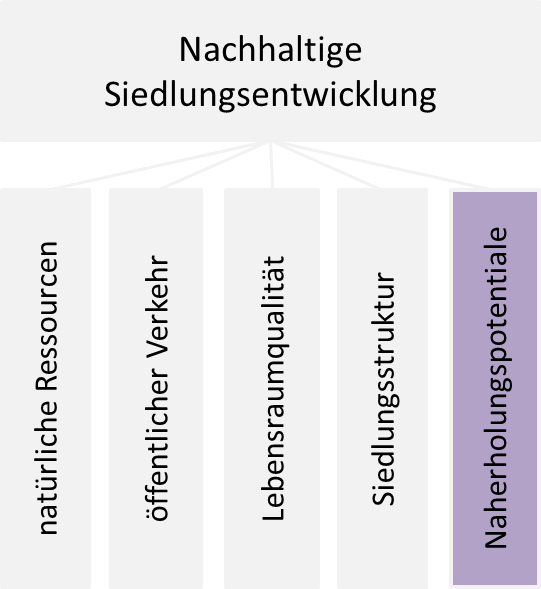 Nachhaltige
Siedlungsentwicklung
natürliche Ressourcen
öffentlicher Verkehr
Lebensraumqualität
Siedlungsstruktur
Naherholungspotentiale